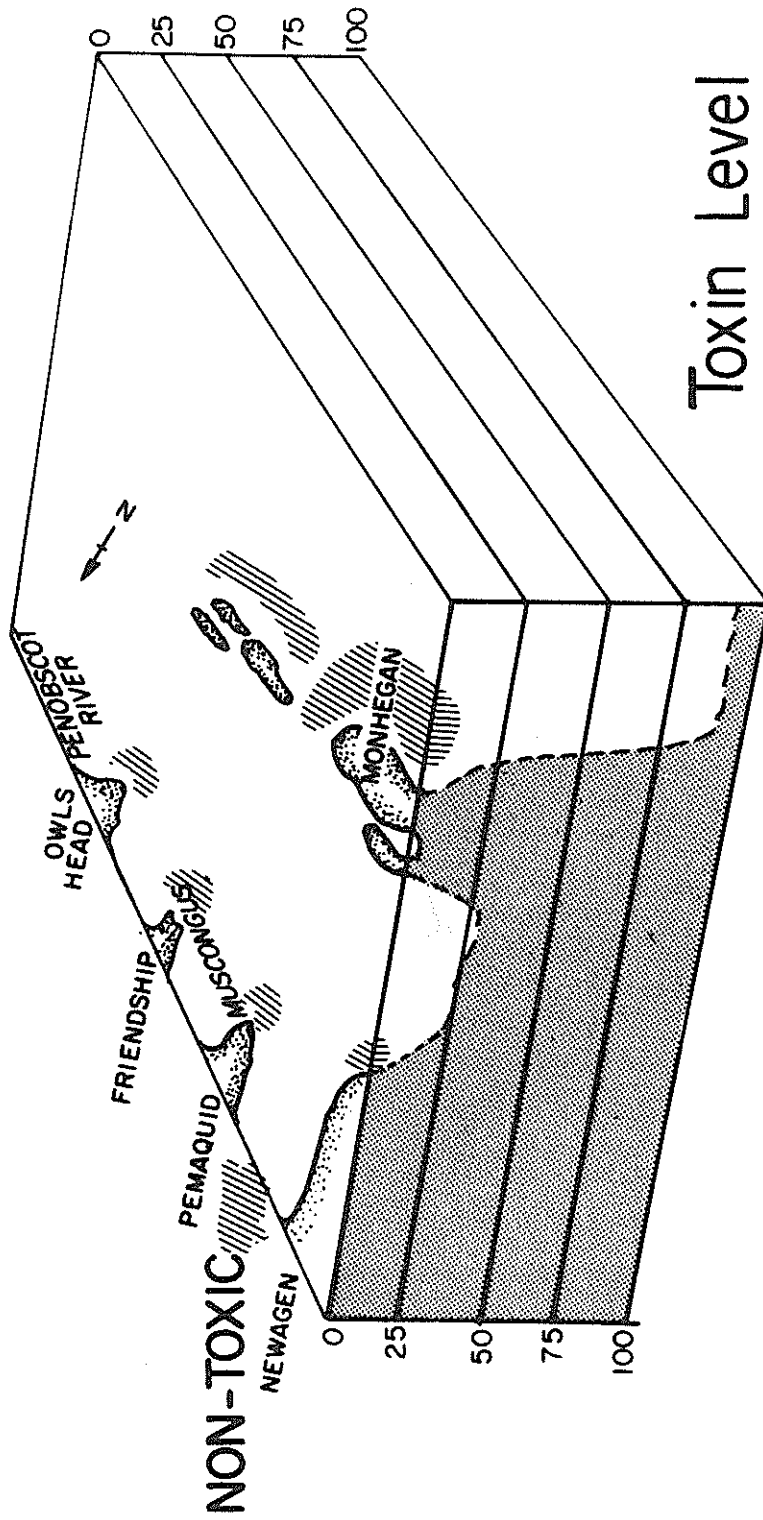 NON-TOXIC
Toxin Level
PENOBSCOT
RIVER
OWLS
HEAD
FRIENDSHIP
MUSCONGUS
PEMAQUID
NEWAGEN
MONHEGAN
N
0
25
50
75
100
0
25
50
75
100